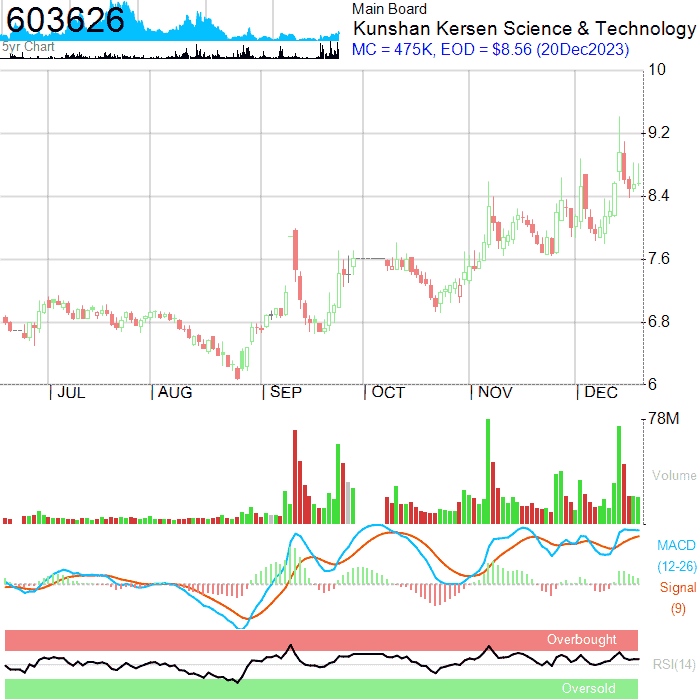 603626
5yr Chart
Main Board
Kunshan Kersen Science & Technology
MC = 475K, EOD = $8.56 (20Dec2023)
10
9.2
8.4
7.6
6.8
6
JUL AUG SEP OCT NOV DEC
78M
Volume
MACD
(12-26)
Signal
(9)
Overbought
RSI(14)
Oversold